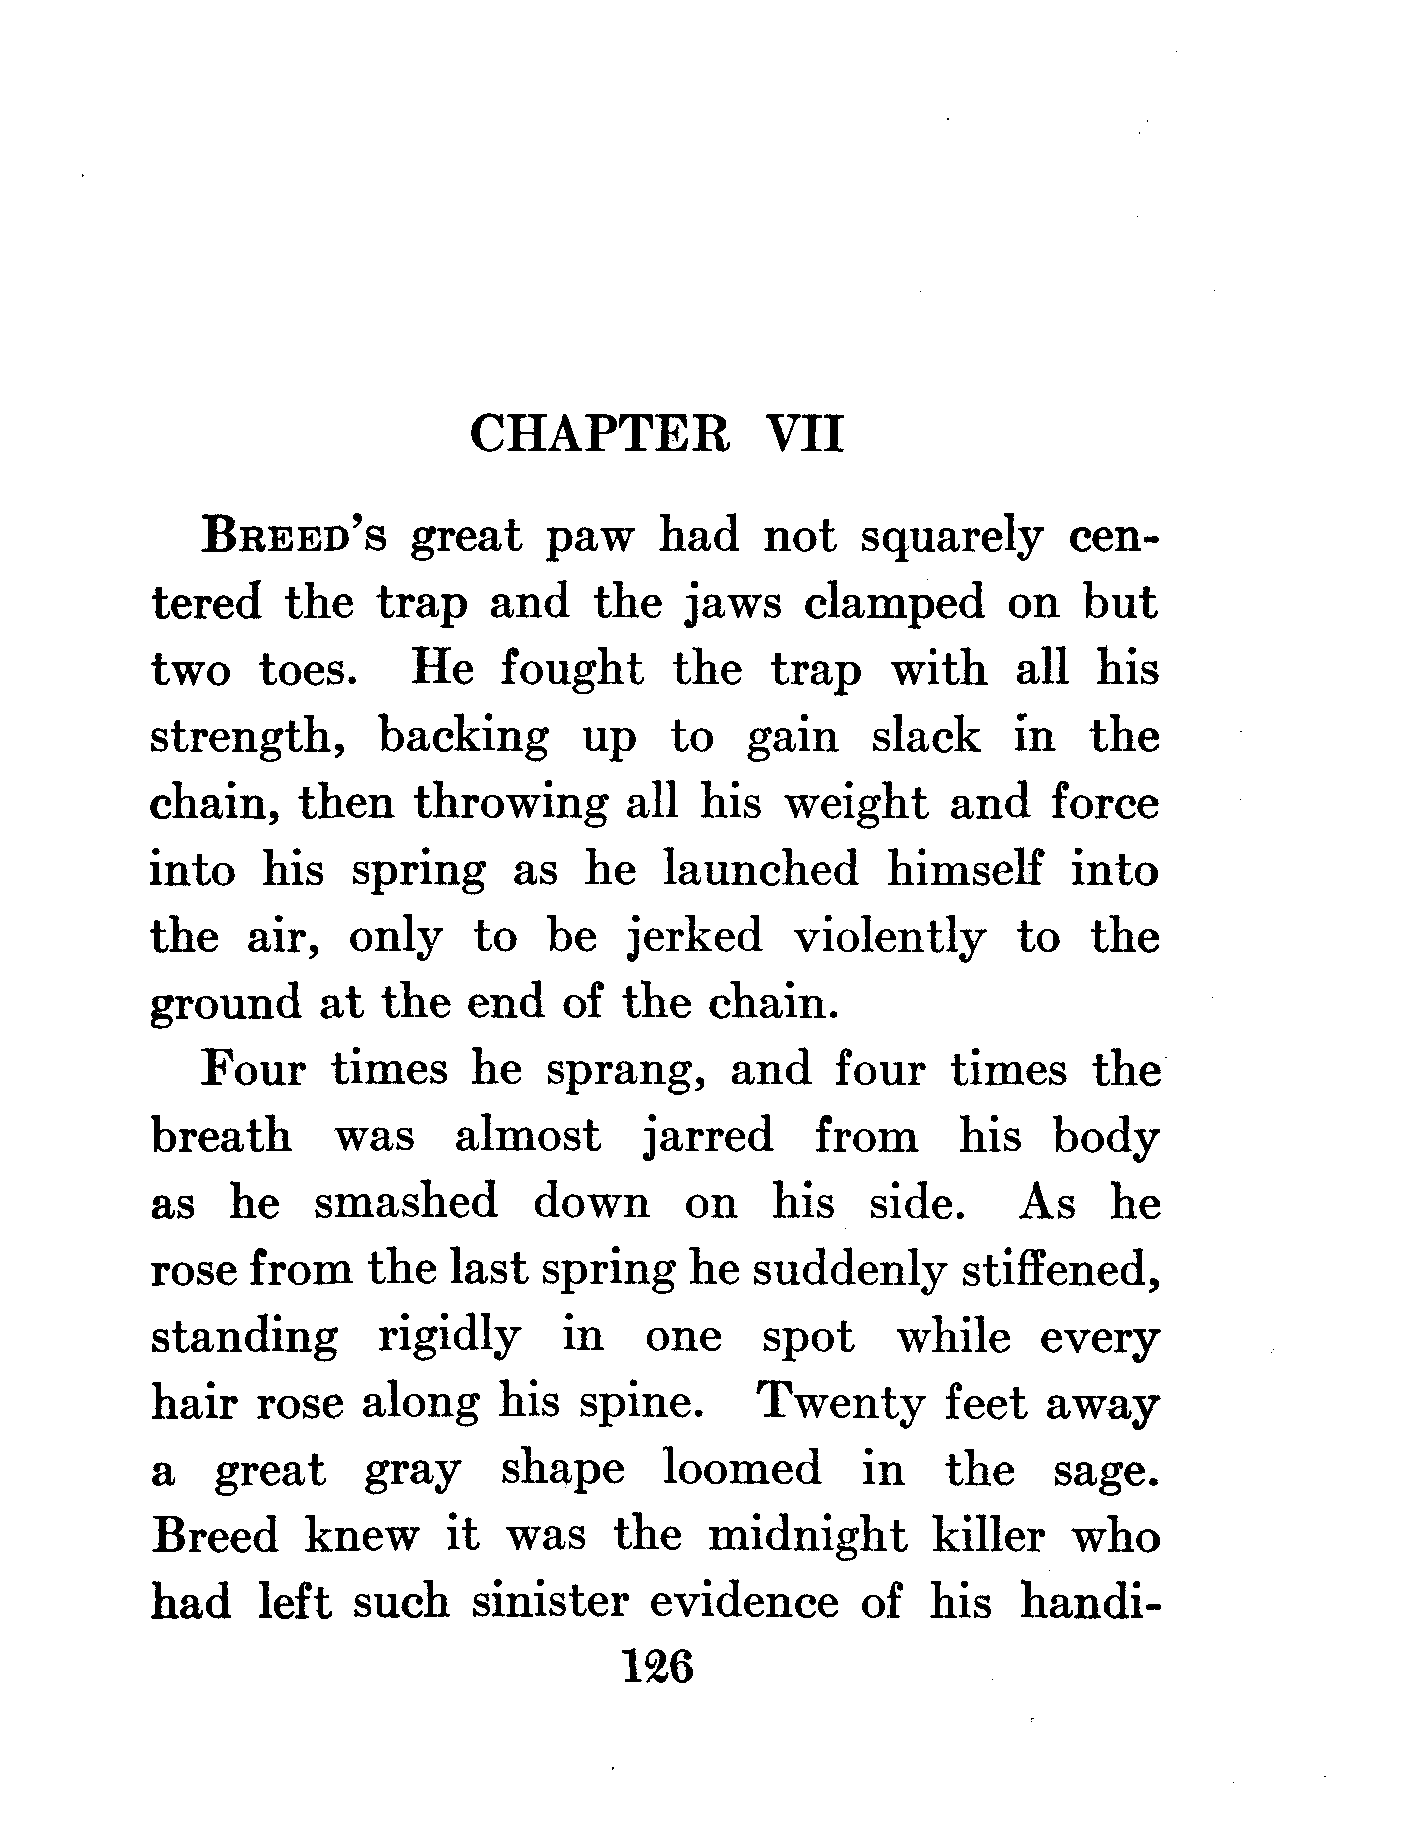 CHAPTER VII
BREED'S great paw had not squarely cen-
tered the trap and the jaws clamped on but
two toes. He fought the trap with all his
strength, backing up to gain slack in the
chain, then throwing all his weight and force
into his spring as he launched himself into
the air, only to be jerked violently to the
ground at the end of the chain.
Four times he sprang, and four times the
breath was almost jarred from his body
as he smashed down on his side. As he
rose from the last spring he suddenly stiffened,
standing rigidly in one spot while every
hair rose along his spine. Twenty feet away
a great gray shape loomed in the sage.
Breed knew it was the midnight killer who
had left such sinister evidence of his handi-
126